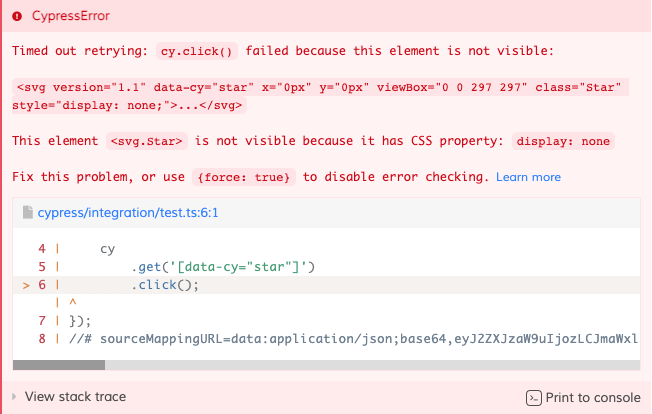 CypressError
Timed out retrying: cy.click() failed because this element is not visible:
<svg version="1.1" data-cy="star" x="0px" y="0px" viewBox="0 0 297 297" class="Star"
style="display: none;">...</svg>
This element <svg.Star> is not visible because it has CSS property: display: none
Fix this problem, or use {force: true} to disable error checking. Learn more
cypress/integration/test.ts:6:1
4 | cy
5 | .get('[data-cy="star"]')
> 6 | .click();
| ^
7 | });
8 | //# sourceMappingURL=data:application/json;base64,eyJ2ZXJzaW9uIjozLCJmaWxl
View stack trace
Print to console